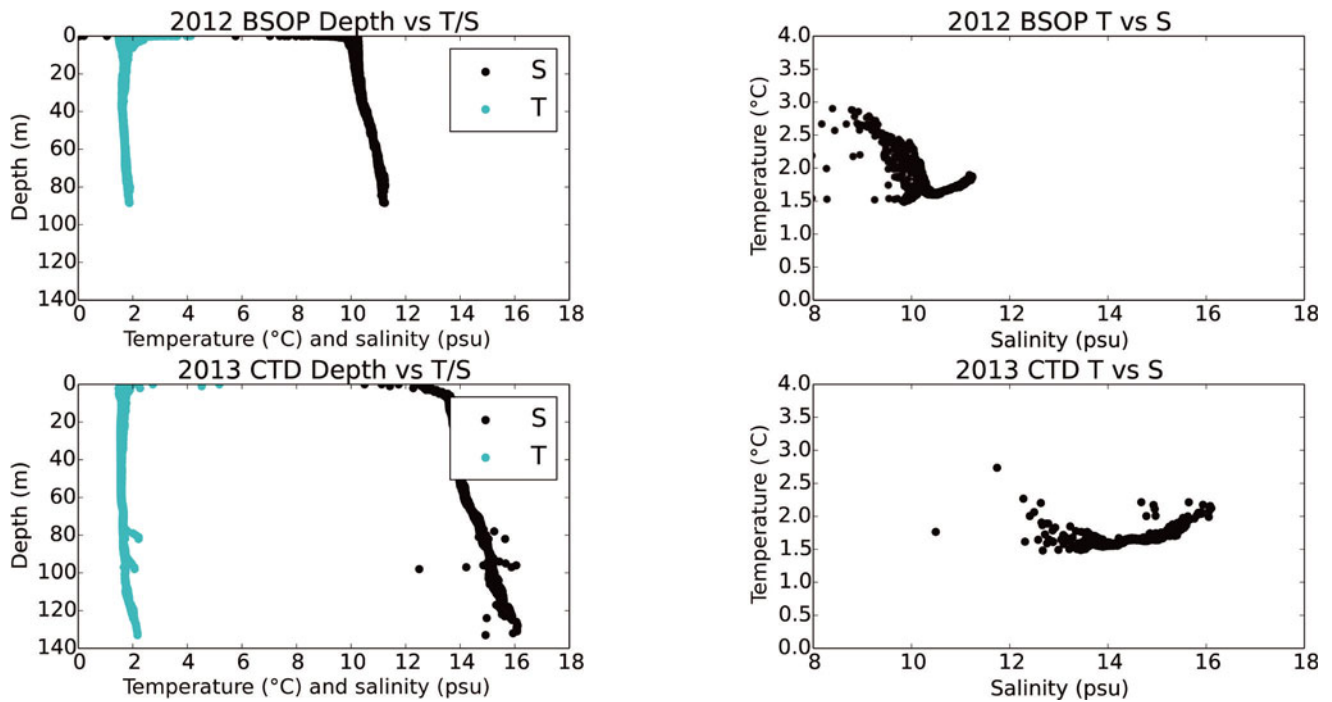 2012 BSOP Depth vs T/S
0
20
40
60
80
100
120
140
Depth (m)
S
T
0 2 4 6 8 10 12 14 16 18
Temperature (°C) and salinity (psu)
2012 BSOP T vs S
4.0
3.5
3.0
2.5
2.0
1.5
1.0
0.5
0.0
Temperature (°C)
8 10 12 14 16 18
Salinity (psu)
2013 CTD Depth vs T/S
0
20
40
60
80
100
120
140
Depth (m)
S
T
0 2 4 6 8 10 12 14 16 18
Temperature (°C) and salinity (psu)
2013 CTD T vs S
4.0
3.5
3.0
2.5
2.0
1.5
1.0
0.5
0.0
Temperature (°C)
8 10 12 14 16 18
Salinity (psu)